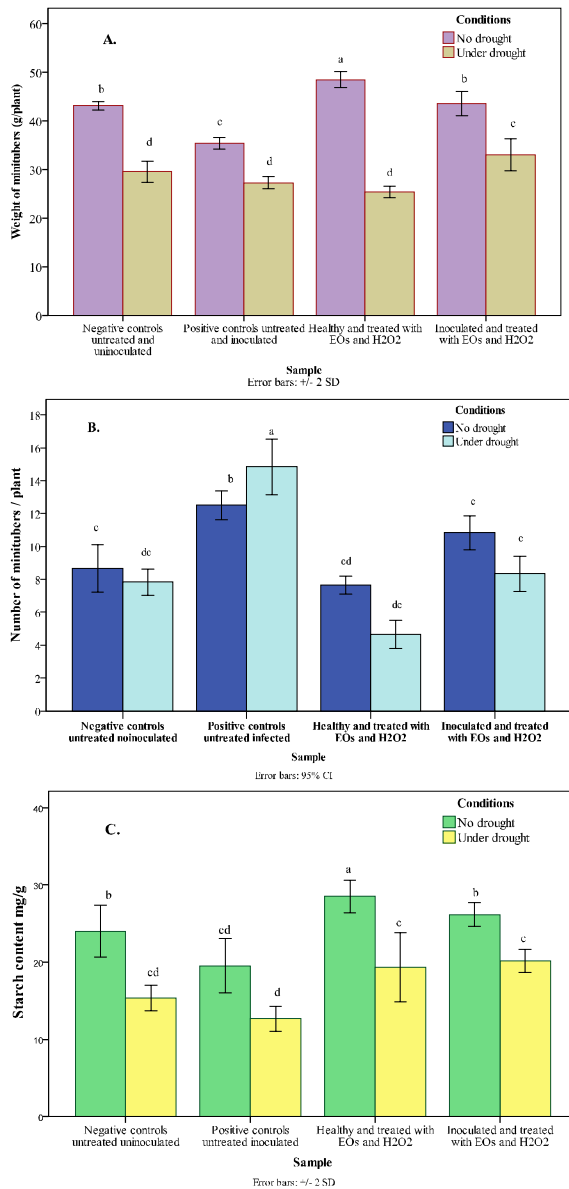 A.
Conditions
No drought
Under drought
Weight of minitubers (g/plant)
60
50
40
30
20
10
0
b
d
c
d
a
d
b
c
Negative controls untreated and uninoculated
Positive controls untreated and inoculated
Healthy and treated with EOs and H2O2
Inoculated and treated with EOs and H2O2
Sample
Error bars: +/- 2 SD
B.
Conditions
No drought
Under drought
Number of minitubers / plant
18
16
14
12
10
8
6
4
2
0
c
dc
b
a
cd
dc
c
c
Negative controls untreated noinoculated
Positive controls untreated infected
Healthy and treated with EOs and H2O2
Inoculated and treated with EOs and H2O2
Sample
Error bars: 95% CI
C.
Conditions
No drought
Under drought
Starch content mg/g
40
30
20
10
0
b
cd
cd
d
a
c
b
c
Negative controls untreated uninoculated
Positive controls untreated inoculated
Healthy and treated with EOs and H2O2
Inoculated and treated with EOs and H2O2
Sample
Error bars: +/- 2 SD